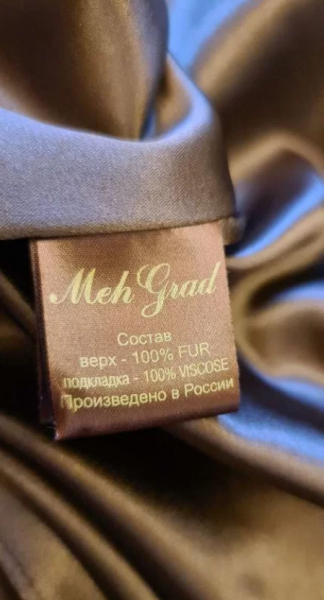 Meh Grad
Состав
верх - 100% FUR
подкладка - 100% VISCOSE
Произведено в России